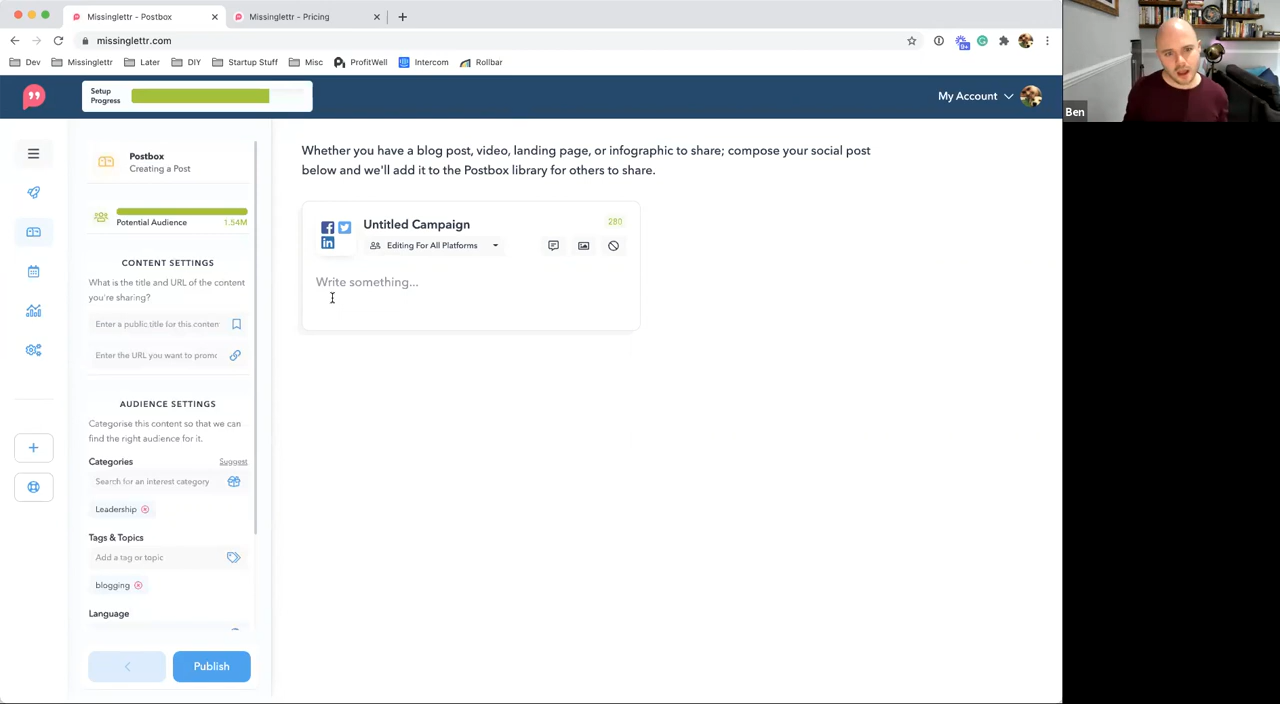 Missinglettr - Postbox
Missinglettr - Pricing
missinglettr.com
9+
Dev
Missinglettr
Later
DIY
Startup Stuff
Misc
ProfitWell
Intercom
Rollbar
Setup
Progress
My Account
Ben
Postbox
Creating a Post
Potential Audience 1.54M
CONTENT SETTINGS
What is the title and URL of the content
you're sharing?
Enter a public title for this conten
Enter the URL you want to promo
AUDIENCE SETTINGS
Categorise this content so that we can
find the right audience for it.
Categories Suggest
Search for an interest category
Leadership
Tags & Topics
Add a tag or topic
blogging
Language
Publish
Whether you have a blog post, video, landing page, or infographic to share; compose your social post
below and we'll add it to the Postbox library for others to share.
Untitled Campaign 280
Editing For All Platforms
Write something...